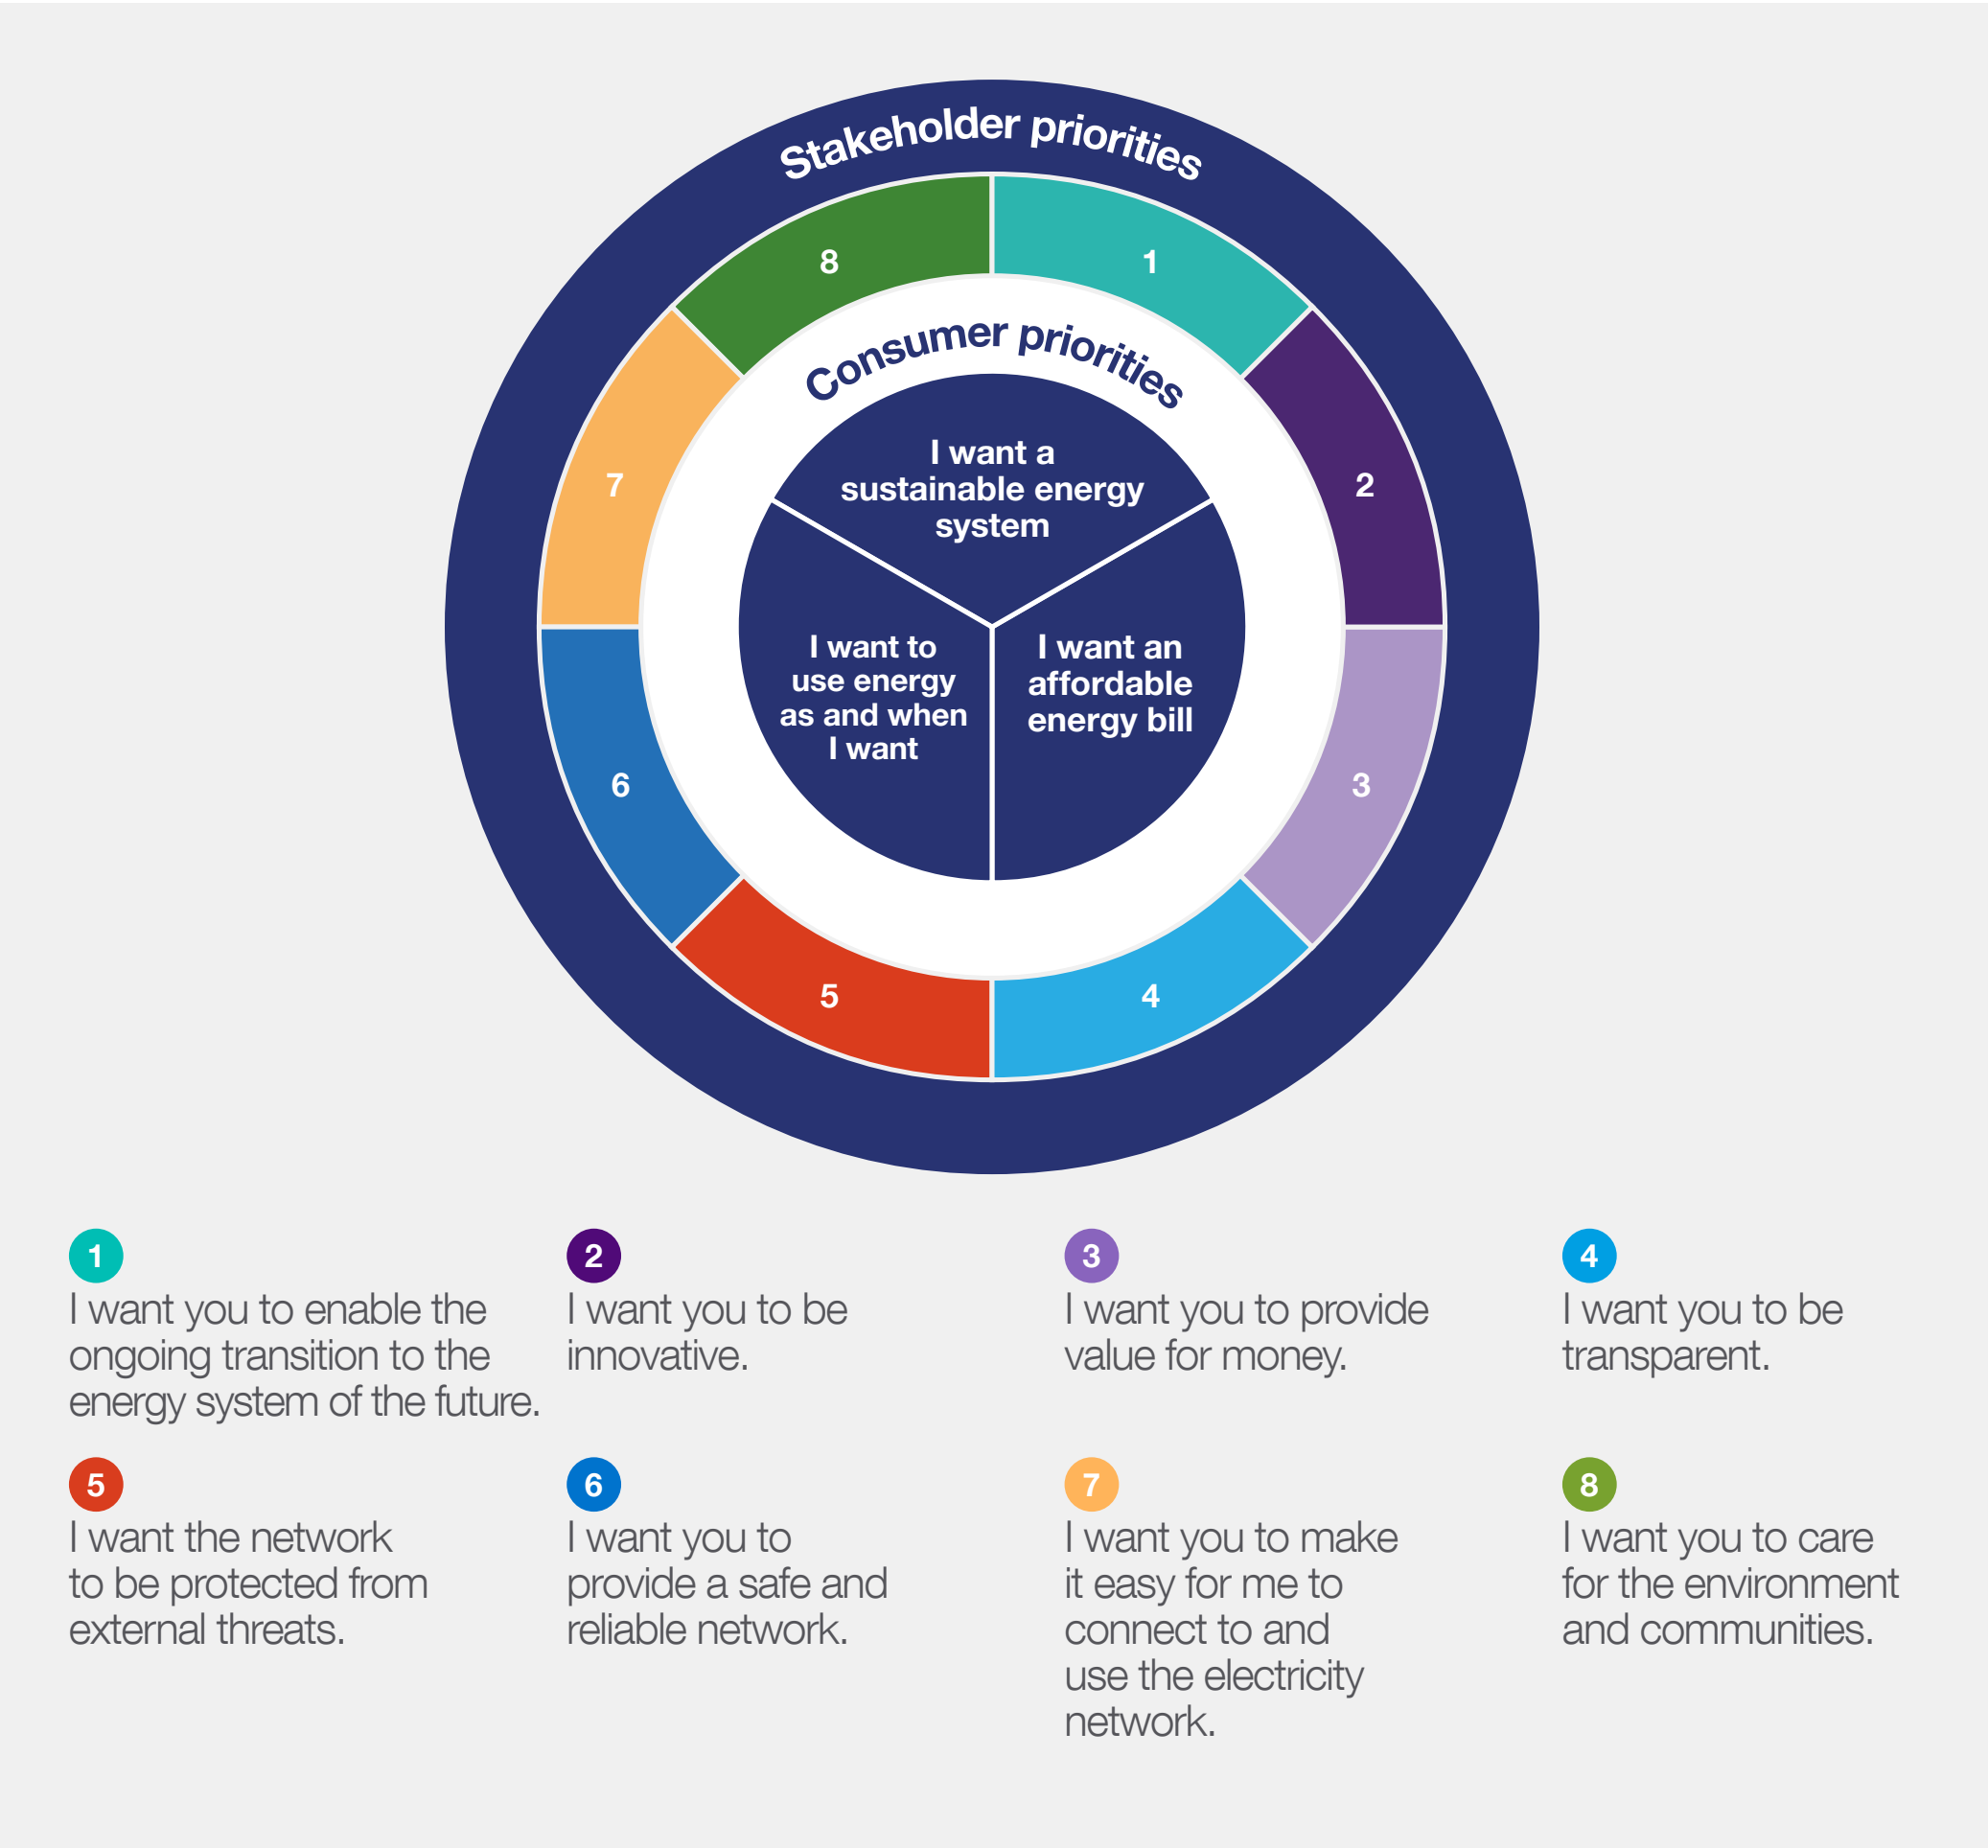 Stakeholder priorities
8
1
Consumer priorities
7
2
I want a
sustainable energy
system
I want to
use energy
as and when
I want
I want an
affordable
energy bill
6
3
5
4
1
I want you to enable the
ongoing transition to the
energy system of the future.
2
I want you to be
innovative.
3
I want you to provide
value for money.
4
I want you to be
transparent.
5
I want the network
to be protected from
external threats.
6
I want you to
provide a safe and
reliable network.
7
I want you to make
it easy for me to
connect to and
use the electricity
network.
8
I want you to care
for the environment
and communities.